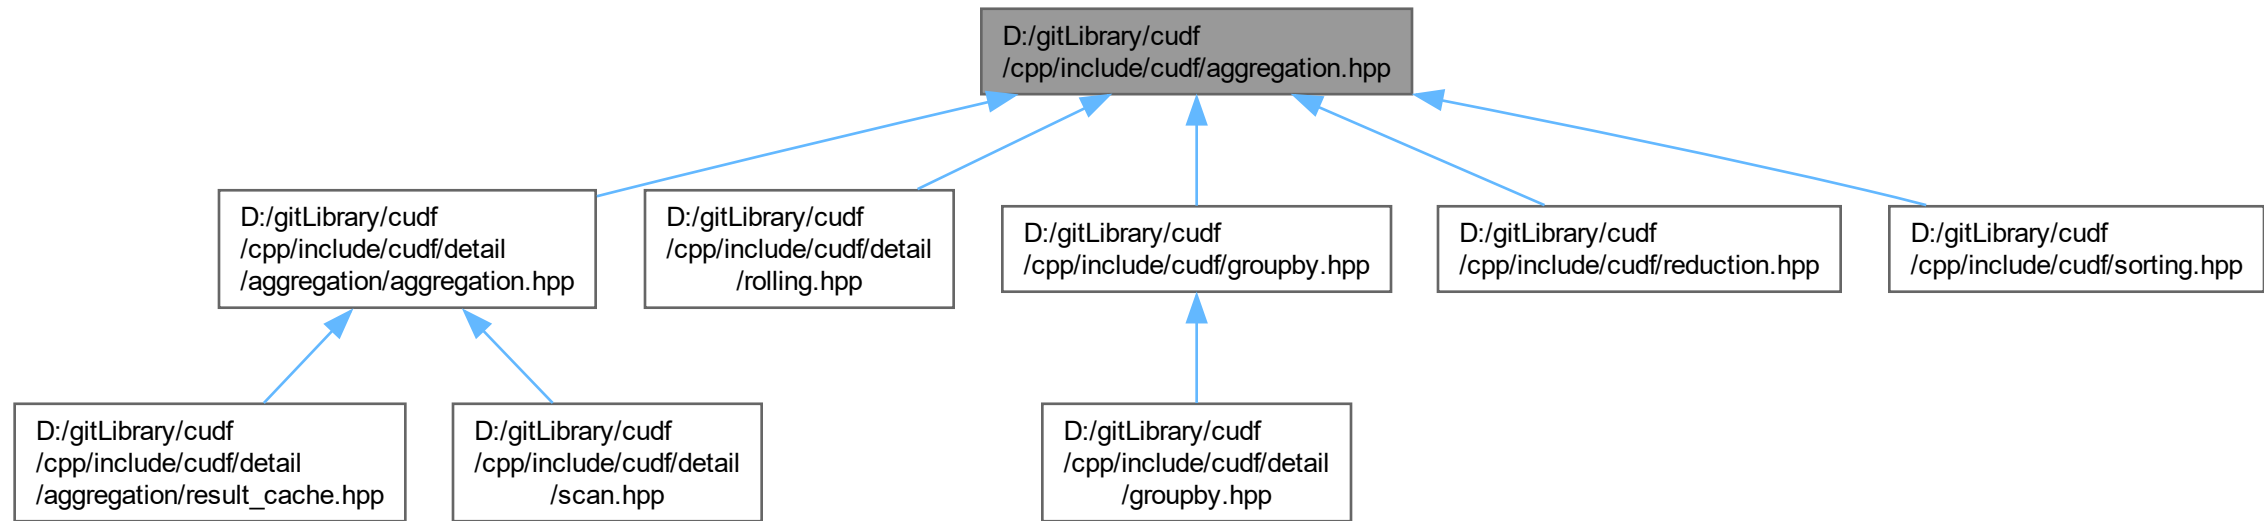 D:/gitLibrary/cudf
/cpp/include/cudf/aggregation.hpp
D:/gitLibrary/cudf
/cpp/include/cudf/detail
/aggregation/aggregation.hpp
D:/gitLibrary/cudf
/cpp/include/cudf/detail
/rolling.hpp
D:/gitLibrary/cudf
/cpp/include/cudf/groupby.hpp
D:/gitLibrary/cudf
/cpp/include/cudf/reduction.hpp
D:/gitLibrary/cudf
/cpp/include/cudf/sorting.hpp
D:/gitLibrary/cudf
/cpp/include/cudf/detail
/aggregation/result_cache.hpp
D:/gitLibrary/cudf
/cpp/include/cudf/detail
/scan.hpp
D:/gitLibrary/cudf
/cpp/include/cudf/detail
/groupby.hpp